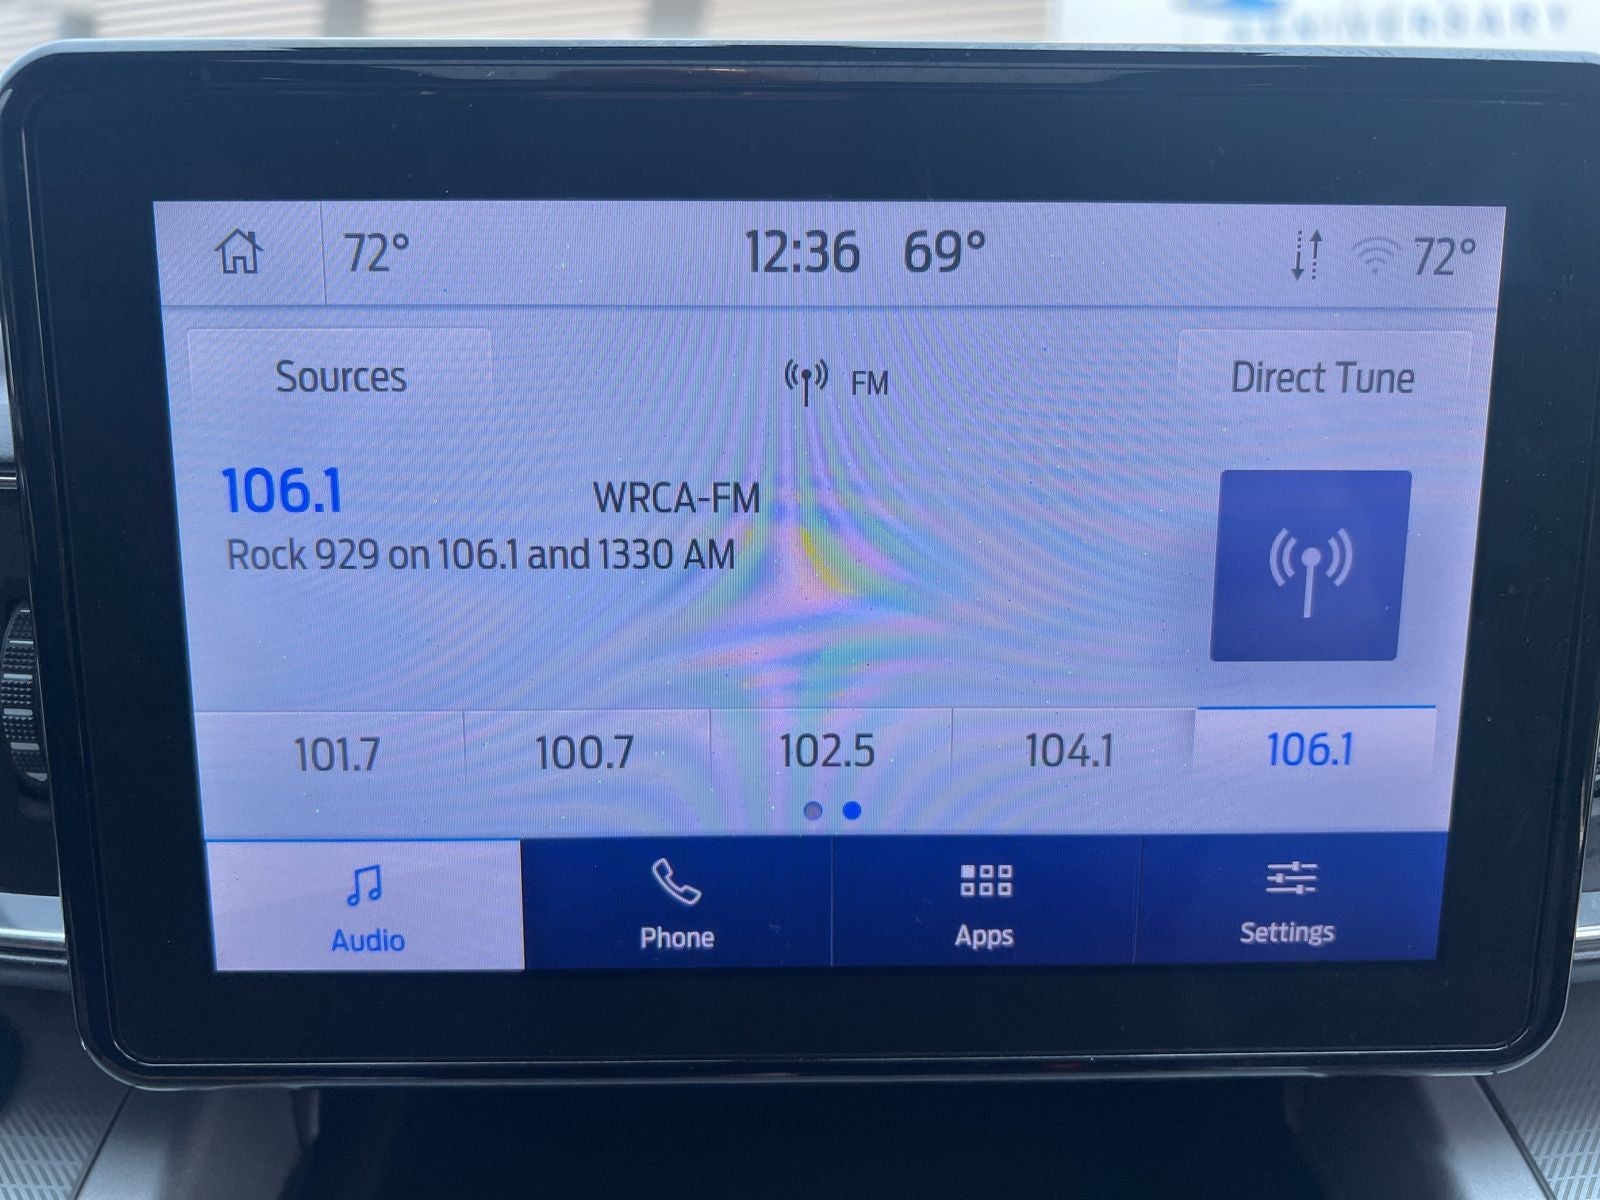 ANNIVERSARY
72° 12:36 69° 72°
Sources FM Direct Tune
106.1 WRCA-FM
Rock 929 on 106.1 and 1330 AM
101.7 100.7 102.5 104.1 106.1
Audio Phone Apps Settings